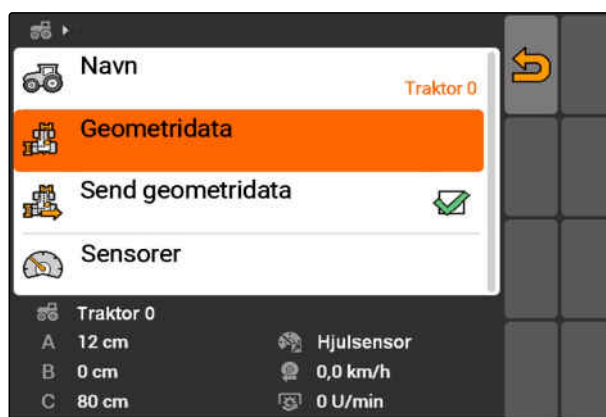 Navn
Traktor 0
Geometridata
Send geometridata
Sensorer
Traktor 0
A 12 cm Hjulsensor
B 0 cm 0,0 km/h
C 80 cm 0 U/min